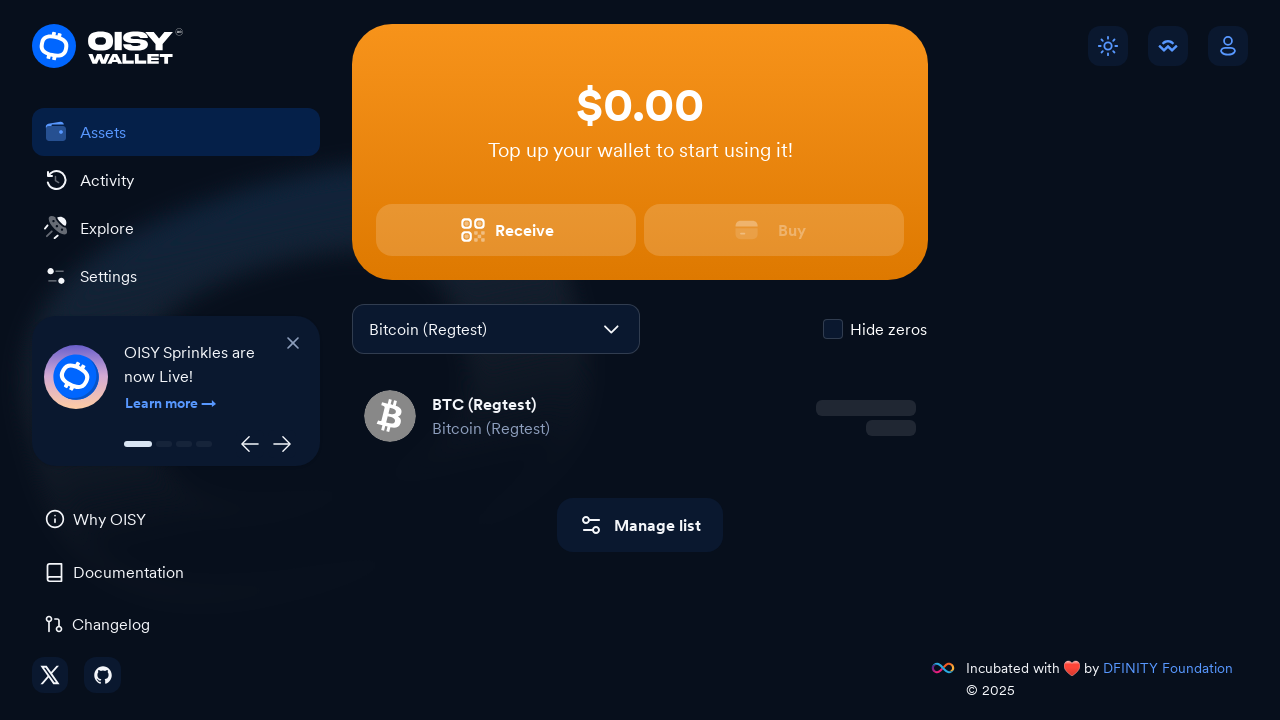 OISY
WALLET
Assets
Activity
Explore
Settings
OISY Sprinkles are
now Live!
Learn more
Why OISY
Documentation
Changelog
$0.00
Top up your wallet to start using it!
Receive
Buy
Bitcoin (Regtest)
Hide zeros
BTC (Regtest)
Bitcoin (Regtest)
Manage list
Incubated with ❤️ by DFINITY Foundation
© 2025